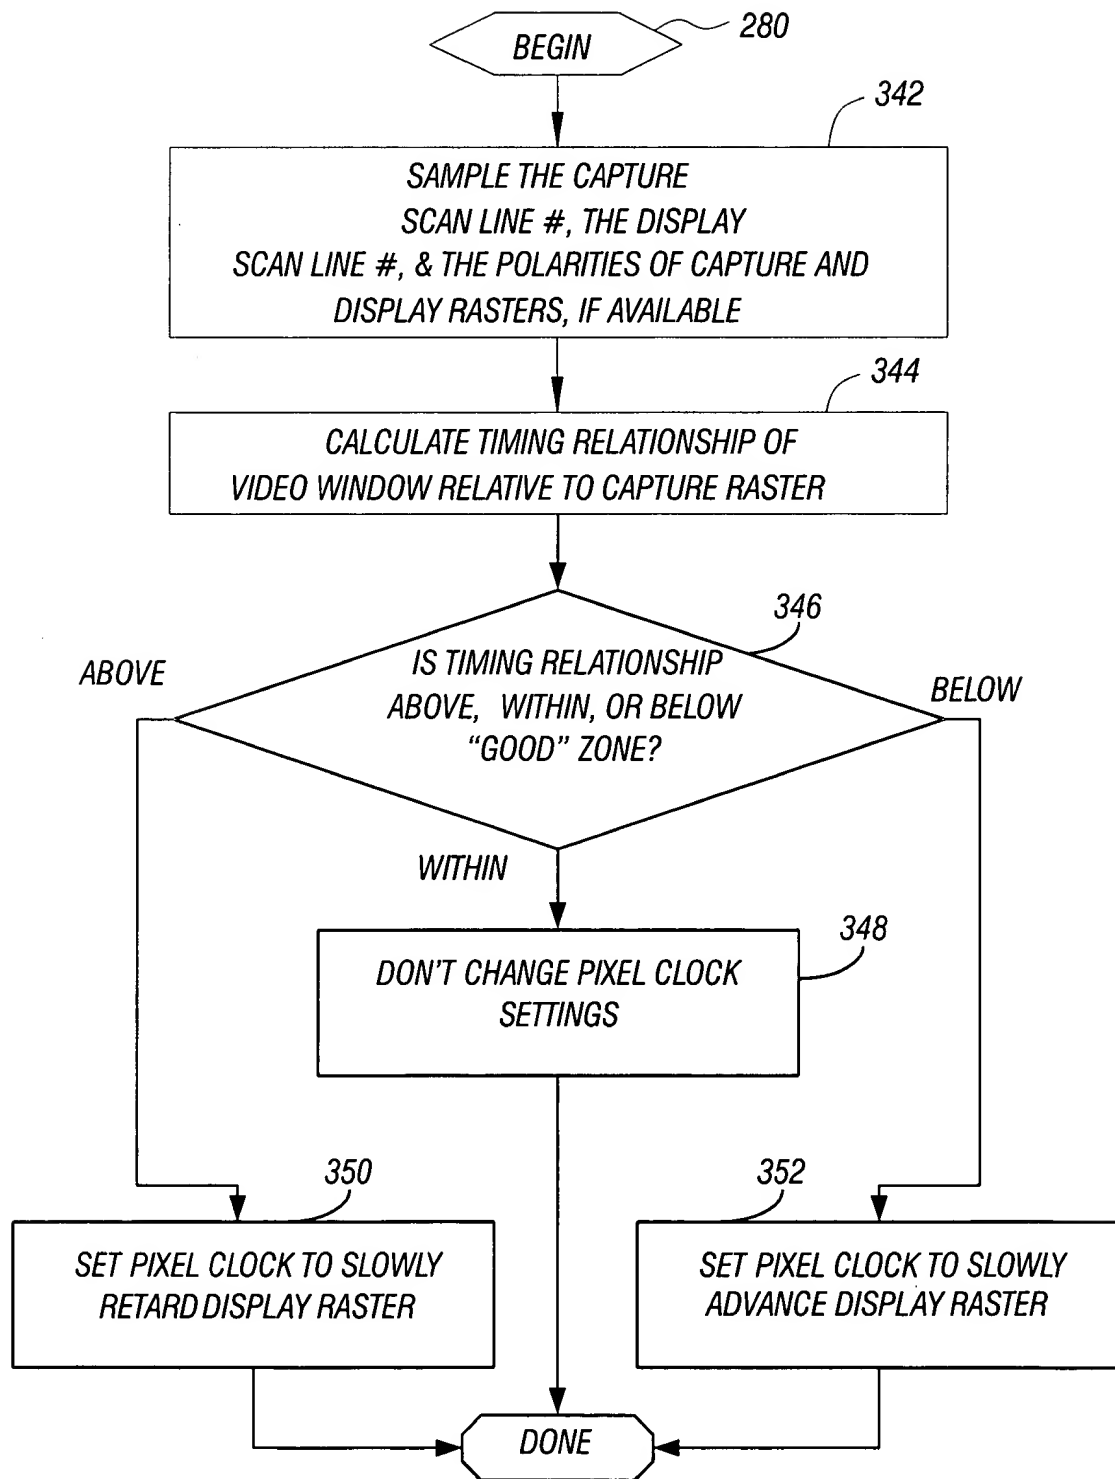 BEGIN
280
342
SAMPLE THE CAPTURE
SCAN LINE #, THE DISPLAY
SCAN LINE #, & THE POLARITIES OF CAPTURE AND
DISPLAY RASTERS, IF AVAILABLE
344
CALCULATE TIMING RELATIONSHIP OF
VIDEO WINDOW RELATIVE TO CAPTURE RASTER
346
IS TIMING RELATIONSHIP
ABOVE, WITHIN, OR BELOW
“GOOD” ZONE?
ABOVE
BELOW
WITHIN
348
DON'T CHANGE PIXEL CLOCK
SETTINGS
350
SET PIXEL CLOCK TO SLOWLY
RETARD DISPLAY RASTER
352
SET PIXEL CLOCK TO SLOWLY
ADVANCE DISPLAY RASTER
DONE